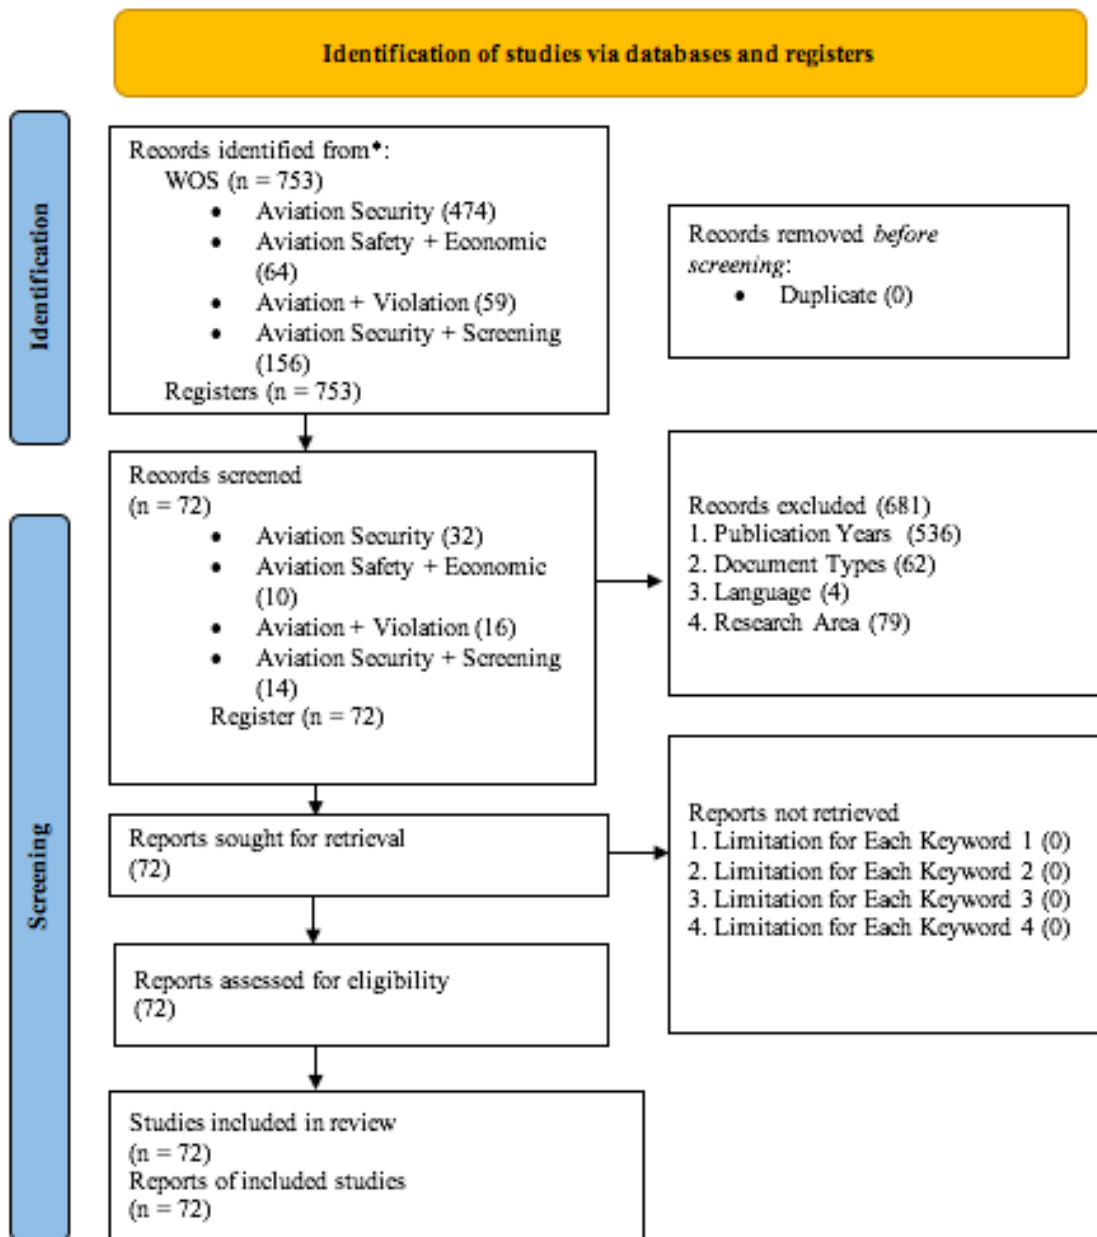 Identification of studies via databases and registers
Identification
Records identified from*:
WOS (n = 753)
• Aviation Security (474)
• Aviation Safety + Economic
(64)
• Aviation + Violation (59)
• Aviation Security + Screening
(156)
Registers (n = 753)
Records removed before
screening:
• Duplicate (0)
Screening
Records screened
(n = 72)
• Aviation Security (32)
• Aviation Safety + Economic
(10)
• Aviation + Violation (16)
• Aviation Security + Screening
(14)
Register (n = 72)
Records excluded (681)
1. Publication Years (536)
2. Document Types (62)
3. Language (4)
4. Research Area (79)
Reports sought for retrieval
(72)
Reports not retrieved
1. Limitation for Each Keyword 1 (0)
2. Limitation for Each Keyword 2 (0)
3. Limitation for Each Keyword 3 (0)
4. Limitation for Each Keyword 4 (0)
Reports assessed for eligibility
(72)
Studies included in review
(n = 72)
Reports of included studies
(n = 72)